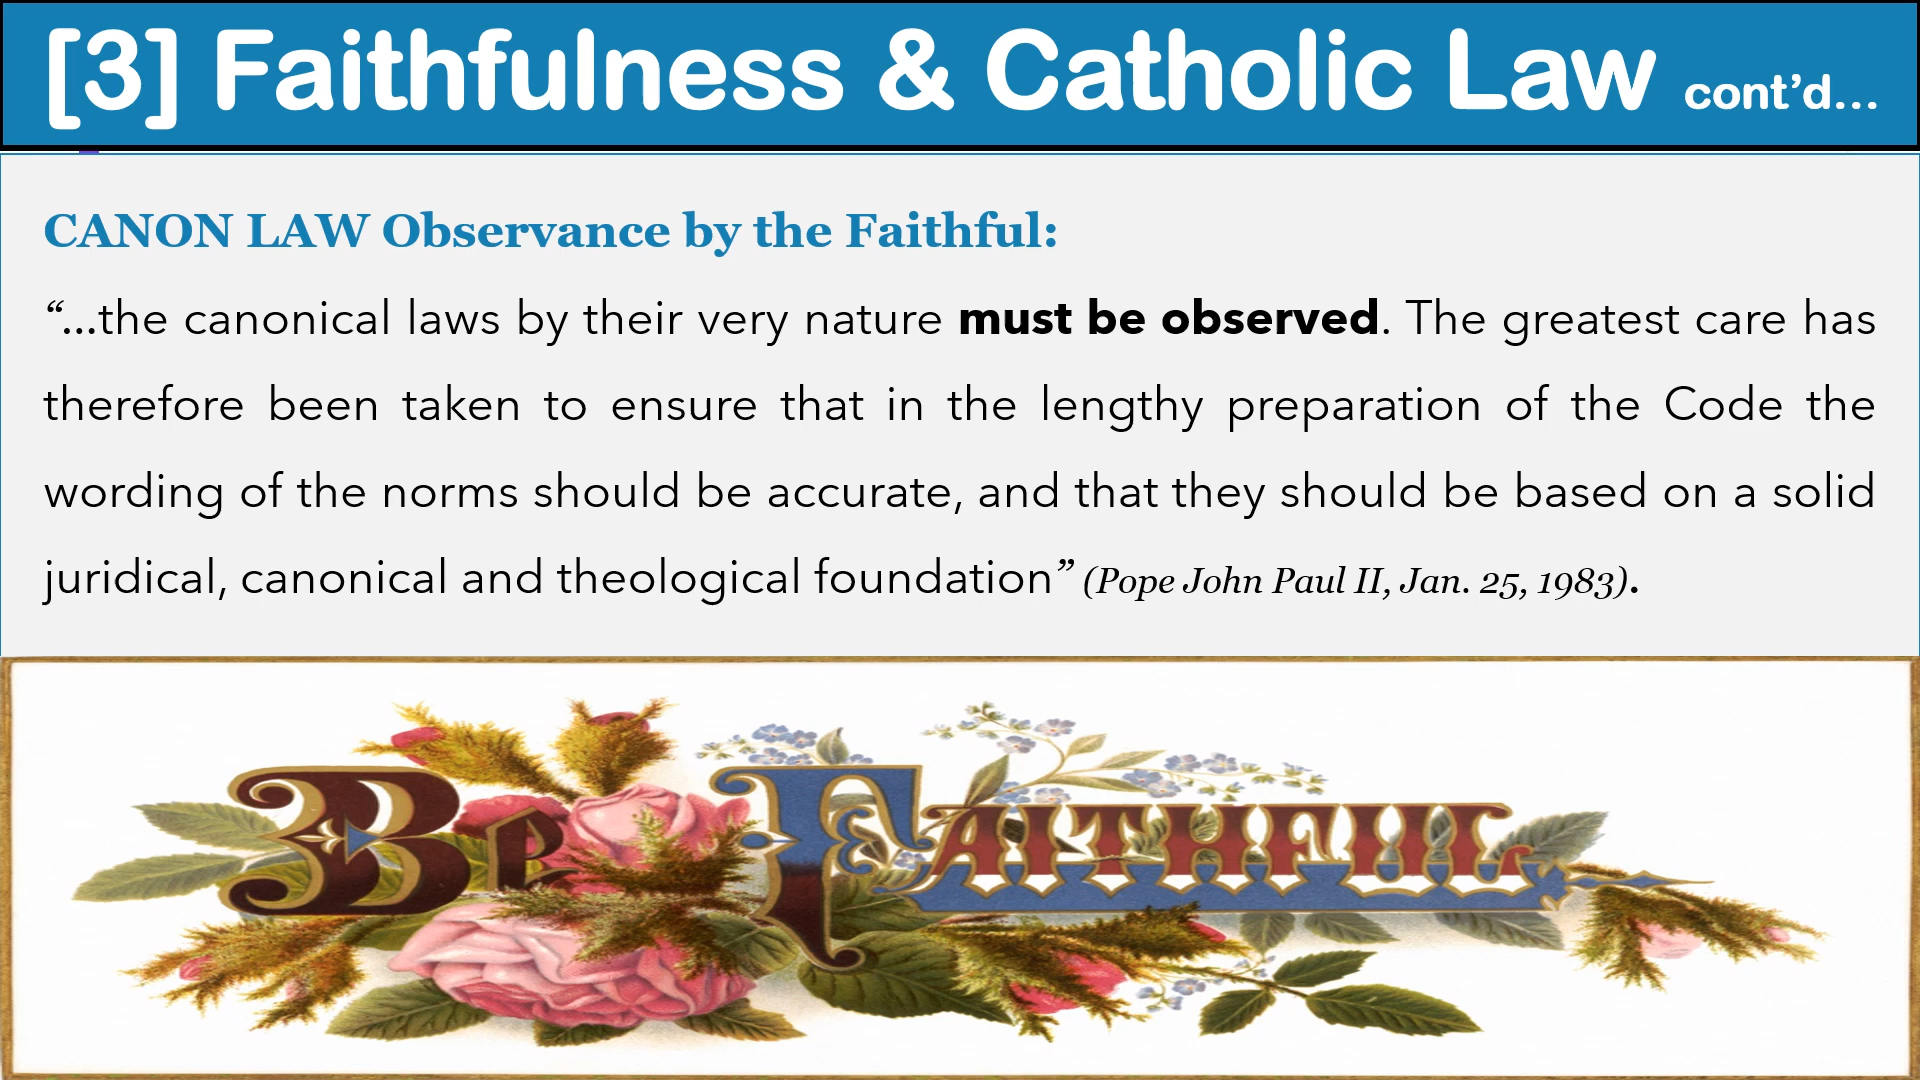 [3] Faithfulness & Catholic Law cont’d…
CANON LAW Observance by the Faithful:
“…the canonical laws by their very nature must be observed. The greatest care has
therefore been taken to ensure that in the lengthy preparation of the Code the
wording of the norms should be accurate, and that they should be based on a solid
juridical, canonical and theological foundation” (Pope John Paul II, Jan. 25, 1983).
Be FAITHFUL